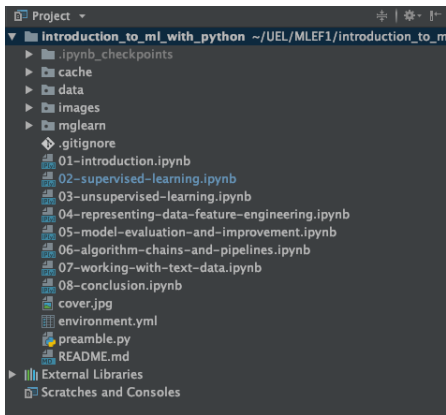 Project
introduction_to_ml_with_python ~/UEL/MLEF1/introduction_to_m
.ipynb_checkpoints
cache
data
images
mglearn
.gitignore
01-introduction.ipynb
02-supervised-learning.ipynb
03-unsupervised-learning.ipynb
04-representing-data-feature-engineering.ipynb
05-model-evaluation-and-improvement.ipynb
06-algorithm-chains-and-pipelines.ipynb
07-working-with-text-data.ipynb
08-conclusion.ipynb
cover.jpg
environment.yml
preamble.py
README.md
External Libraries
Scratches and Consoles